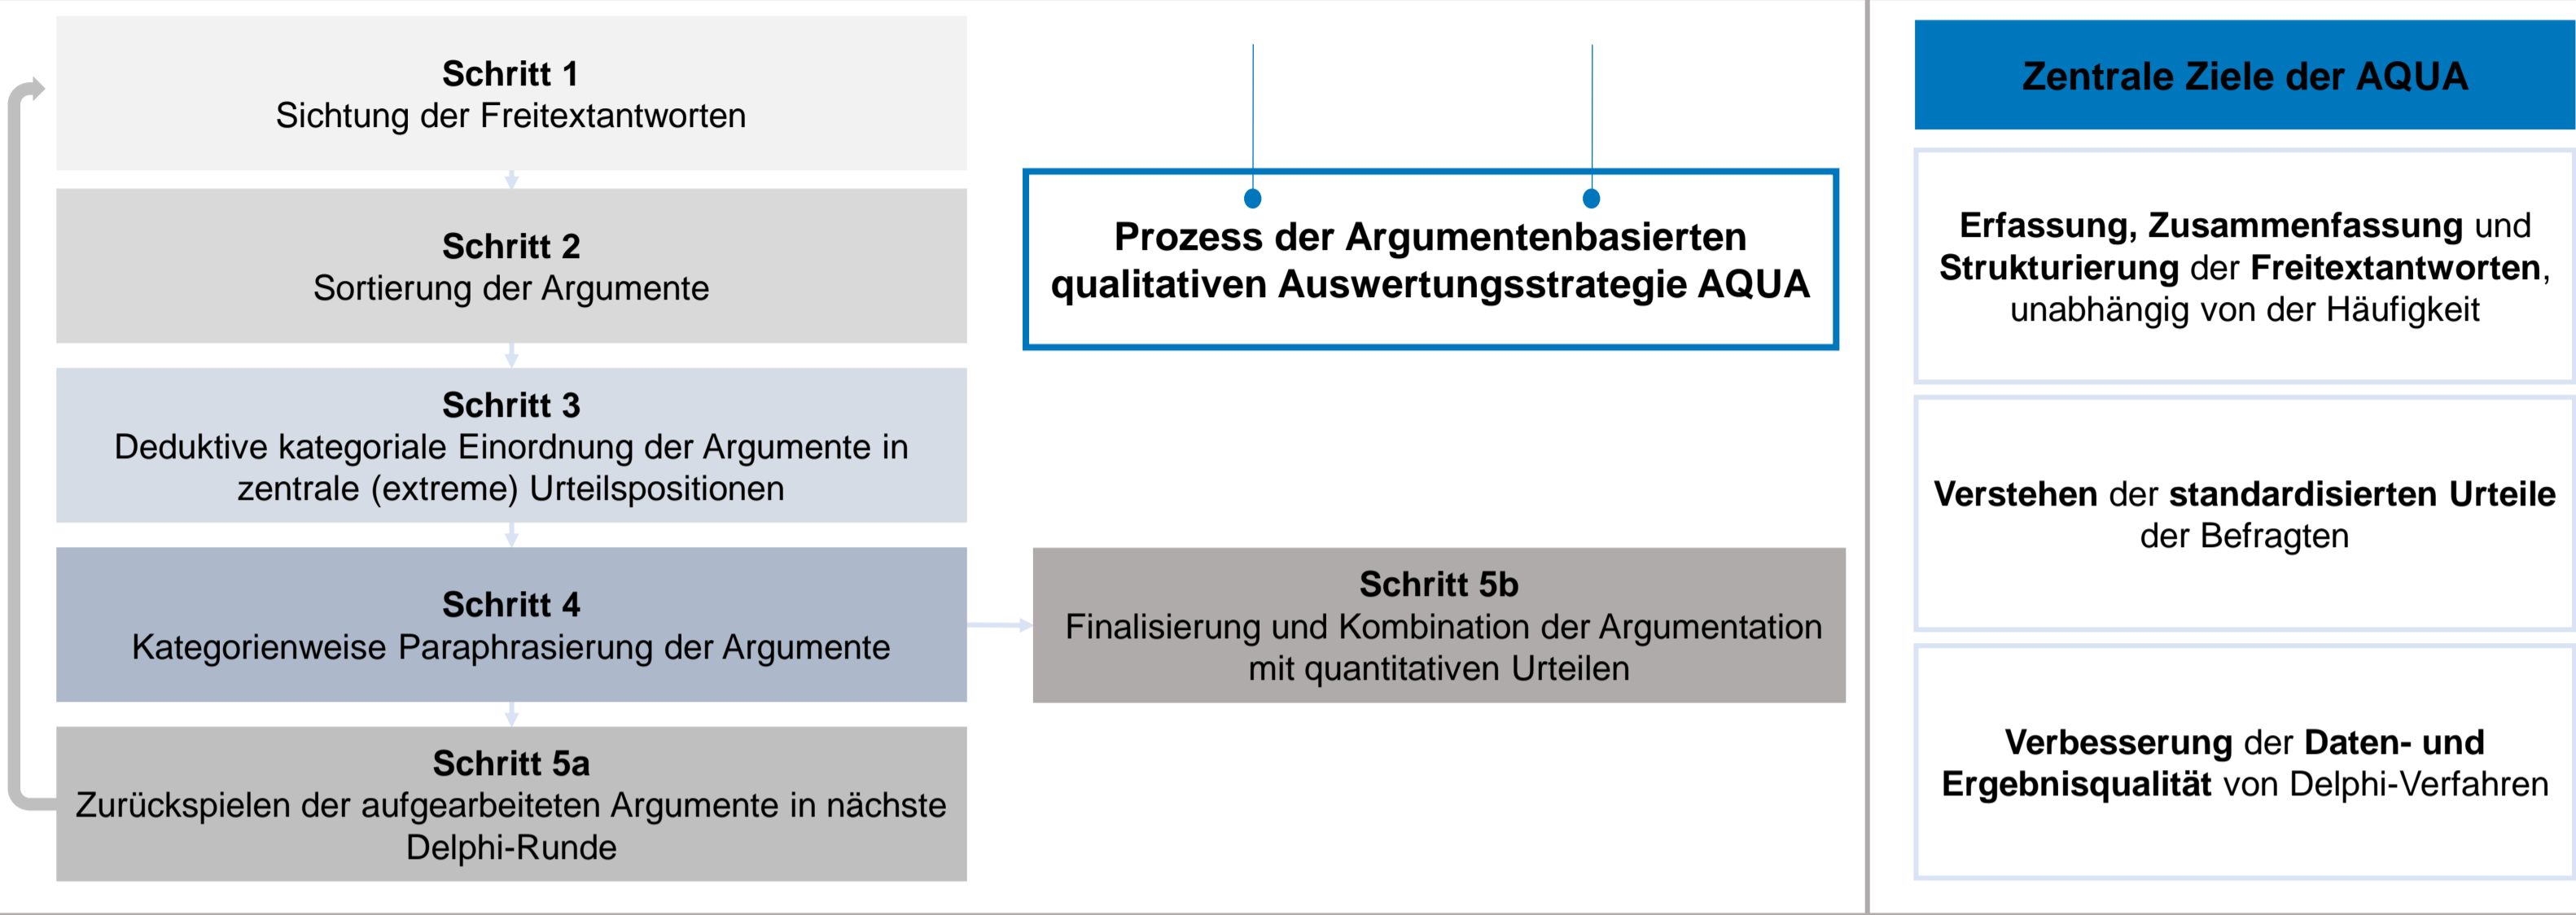 Schritt 1
Sichtung der Freitextantworten
Schritt 2
Sortierung der Argumente
Schritt 3
Deduktive kategoriale Einordnung der Argumente in
zentrale (extreme) Urteilspositionen
Schritt 4
Kategorienweise Paraphrasierung der Argumente
Schritt 5a
Zurückspielen der aufgearbeiteten Argumente in nächste
Delphi-Runde
Prozess der Argumentenbasierten
qualitativen Auswertungsstrategie AQUA
Schritt 5b
Finalisierung und Kombination der Argumentation
mit quantitativen Urteilen
Zentrale Ziele der AQUA
Erfassung, Zusammenfassung und
Strukturierung der Freitextantworten,
unabhängig von der Häufigkeit
Verstehen der standardisierten Urteile
der Befragten
Verbesserung der Daten- und
Ergebnisqualität von Delphi-Verfahren